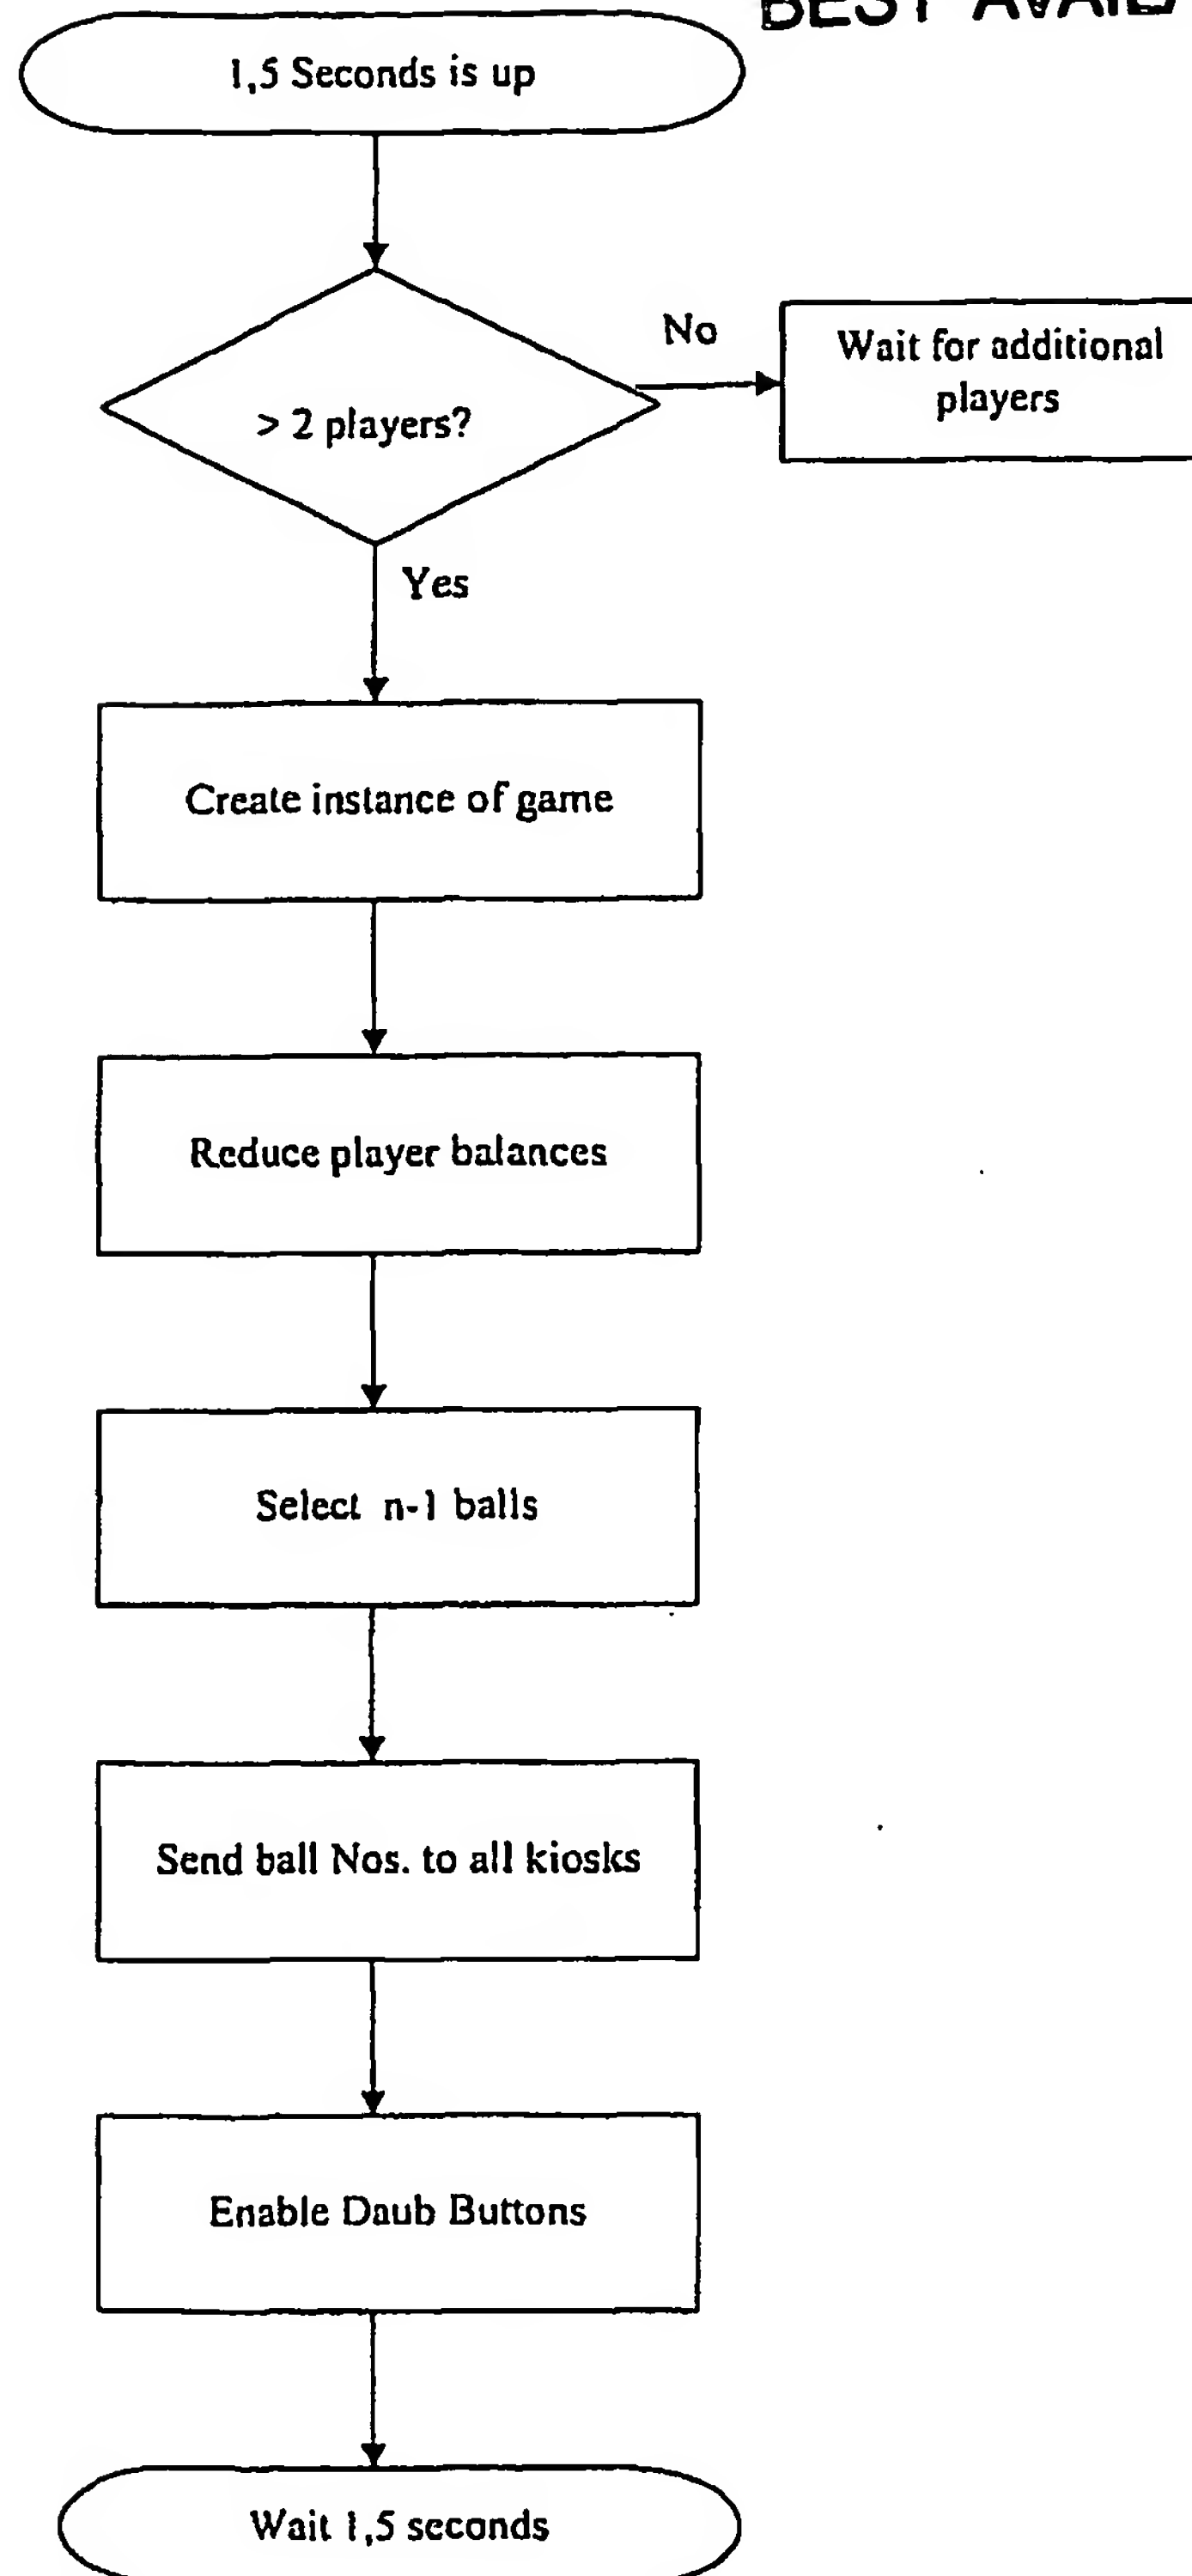 BEST
1,5 Seconds is up
No
Wait for additional
players
> 2 players?
Yes
Create instance of game
Reduce player balances
Select n-1 balls
Send ball Nos. to all kiosks
Enable Daub Buttons
Wait 1,5 seconds